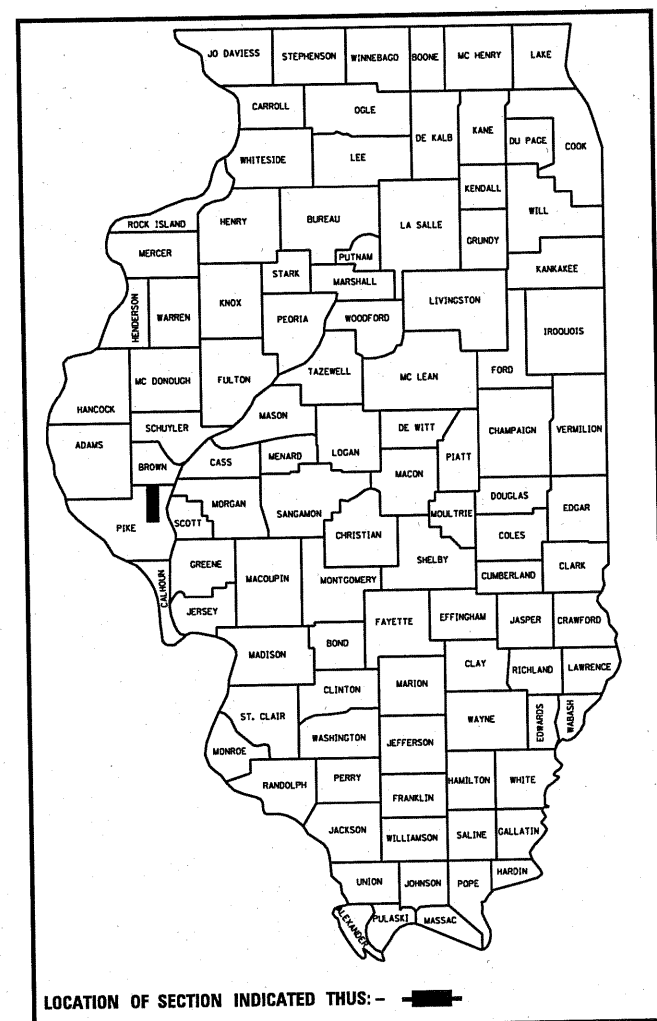 JO DAVIESS STEPHENSON WINNEBAGO BOONE MC HENRY LAKE
CARROLL OGLE DE KALB KANE DU PAGE COOK
WHITESIDE LEE
KENDALL
ROCK ISLAND HENRY BUREAU LA SALLE WILL
MERCER PUTNAM GRUNDY
STARK MARSHALL KANKAKEE
HENDERSON WARREN KNOX PEORIA WOODFORD LIVINGSTON IROQUOIS
HANCOCK MC DONOUGH FULTON TAZEWELL MC LEAN FORD
MASON
ADAMS SCHUYLER DE WITT CHAMPAIGN VERMILION
BROWN CASS MENARD LOGAN PIATT
MACON
PIKE SCOTT MORGAN SANGAMON CHRISTIAN MOULTRIE DOUGLAS EDGAR
COLES
SHELBY
CALHOUN GREENE MACOUPIN MONTGOMERY CUMBERLAND CLARK
JERSEY FAYETTE EFFINGHAM JASPER CRAWFORD
MADISON BOND
CLAY RICHLAND LAWRENCE
CLINTON MARION
ST. CLAIR WAYNE EDWARDS WABASH
MONROE WASHINGTON JEFFERSON
RANDOLPH PERRY HAMILTON WHITE
FRANKLIN
JACKSON WILLIAMSON SALINE GALLATIN
UNION JOHNSON POPE HARDIN
ALEXANDER PULASKI MASSAC
LOCATION OF SECTION INDICATED THUS: -